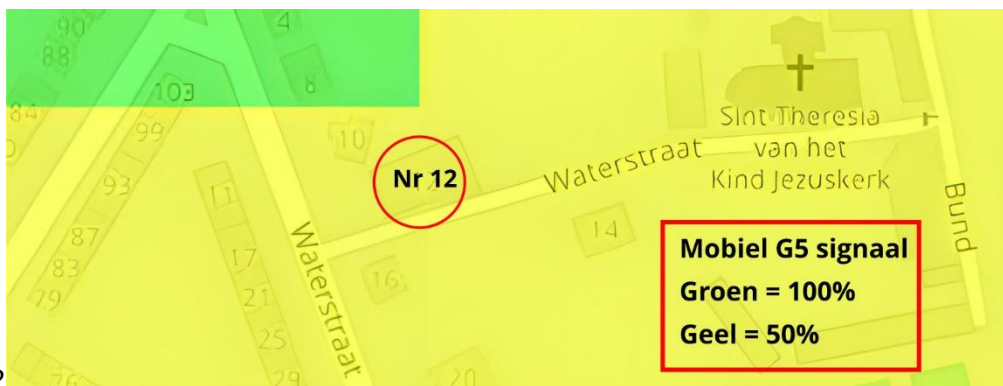 90
88
84
4
8
103
99
10
93
11
Nr 12
Waterstraat
Sint Theresia
van het
Kind Jezuskerk
Bund
87
83
79
17
14
Waterstraat
16
21
25
29
20
Mobiel G5 signaal
Groen = 100%
Geel = 50%